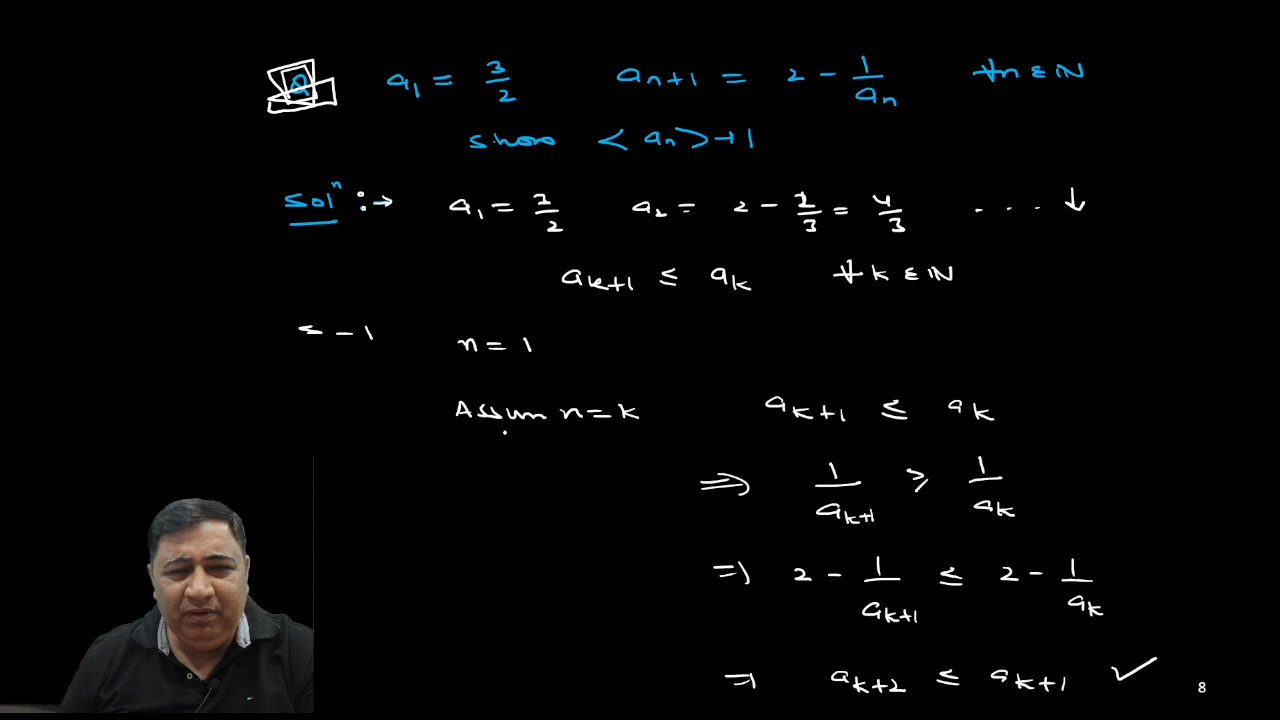 Q a₁ = 3/2 aₙ₊₁ = 2 - 1/aₙ ∀n ∈ ℕ
show < aₙ > → 1
Solⁿ :→ a₁ = 3/2 a₂ = 2 - 2/3 = 4/3 . . . ↓
aₖ₊₁ ≤ aₖ ∀ k ∈ ℕ
S - 1 n = 1
Assum n = k aₖ₊₁ ≤ aₖ
⇒ 1/aₖ₊₁ ≥ 1/aₖ
⇒ 2 - 1/aₖ₊₁ ≤ 2 - 1/aₖ
⇒ aₖ₊₂ ≤ aₖ₊₁ ✓
8